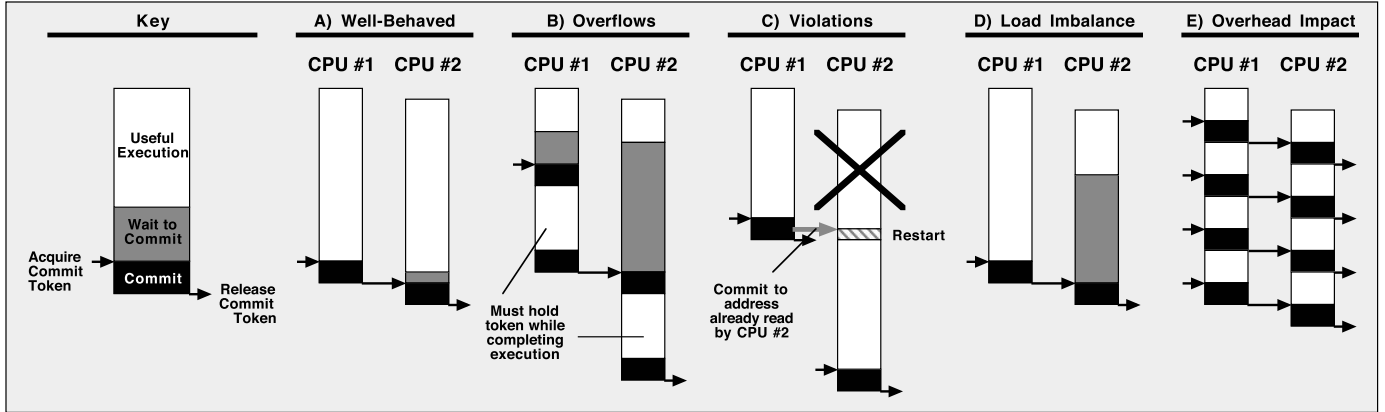 Key
Useful
Execution
Wait to
Commit
Acquire
Commit
Token
Commit
Release
Commit
Token
A) Well-Behaved
CPU #1 CPU #2
B) Overflows
CPU #1 CPU #2
Must hold
token while
completing
execution
C) Violations
CPU #1 CPU #2
Restart
Commit to
address
already read
by CPU #2
D) Load Imbalance
CPU #1 CPU #2
E) Overhead Impact
CPU #1 CPU #2